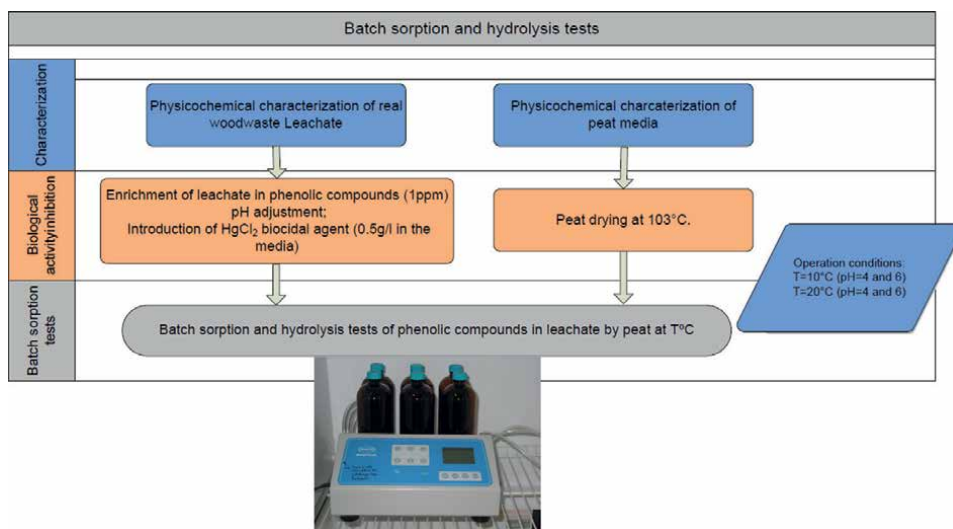 Batch sorption and hydrolysis tests
Characterization
Physicochemical characterization of real
woodwaste Leachate
Physicochemical charcaterization of
peat media
Biological
activityinhibition
Enrichment of leachate in phenolic compounds (1ppm)
pH adjustment;
Introduction of HgCl₂ biocidal agent (0.5g/l in the
media)
Peat drying at 103°C.
Operation conditions:
T=10°C (pH=4 and 6)
T=20°C (pH=4 and 6)
Batch sorption
tests
Batch sorption and hydrolysis tests of phenolic compounds in leachate by peat at TºC